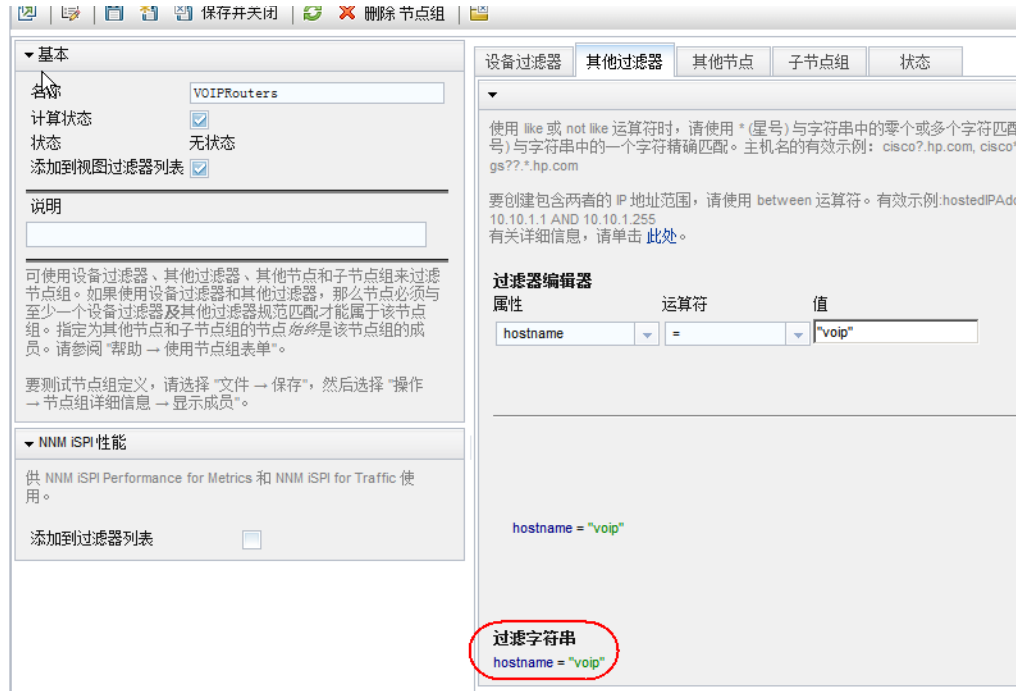 保存并关闭 删除 节点组
基本
名称 VOIPRouters
计算状态
状态 无状态
添加到视图过滤器列表
说明
可使用设备过滤器、其他过滤器、其他节点和子节点组来过滤
节点组。如果使用设备过滤器和其他过滤器，那么节点必须与
至少一个设备过滤器及其他过滤器规范匹配才能属于该节点
组。指定为其他节点和子节点组的节点始终是该节点组的成
员。请参阅 "帮助 → 使用节点组表单"。
要测试节点组定义，请选择 "文件 → 保存"，然后选择 "操作
→ 节点组详细信息 → 显示成员"。
NNM iSPI 性能
供 NNM iSPI Performance for Metrics 和 NNM iSPI for Traffic 使
用。
添加到过滤器列表
设备过滤器 其他过滤器 其他节点 子节点组 状态
使用 like 或 not like 运算符时，请使用 * (星号) 与字符串中的零个或多个字符匹配
号) 与字符串中的一个字符精确匹配。主机名的有效示例：cisco?.hp.com, cisco*
gs??.*.hp.com
要创建包含两者的 IP 地址范围，请使用 between 运算符。有效示例:hostedIPAdd
10.10.1.1 AND 10.10.1.255
有关详细信息，请单击 此处。
过滤器编辑器
属性 运算符 值
hostname = "voip"
hostname = "voip"
过滤字符串
hostname = "voip"